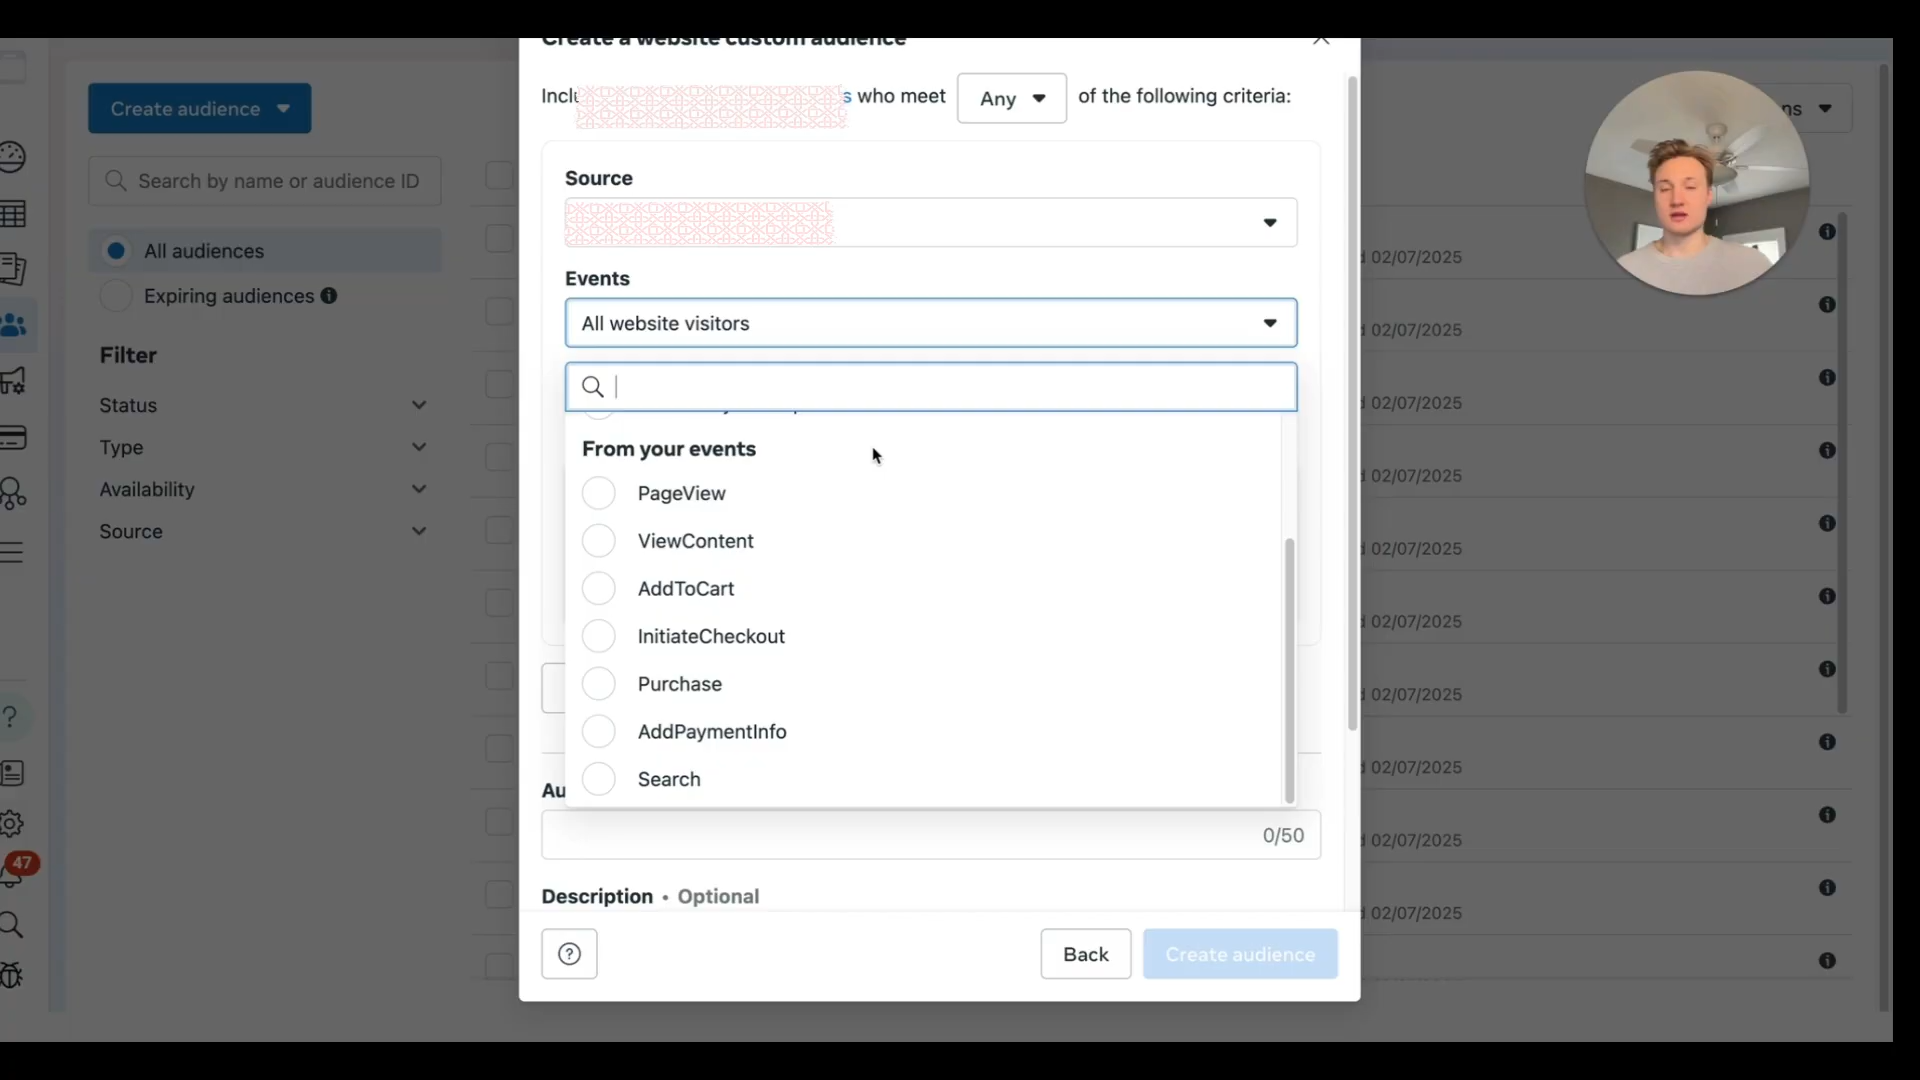 Create a website custom audience
who meet
Any
of the following criteria:
Source
Events
All website visitors
From your events
PageView
ViewContent
AddToCart
InitiateCheckout
Purchase
AddPaymentInfo
Search
0/50
Description • Optional
Back
Create audience
Create audience
Search by name or audience ID
All audiences
Expiring audiences
Filter
Status
Type
Availability
Source
47
02/07/2025
02/07/2025
02/07/2025
02/07/2025
02/07/2025
02/07/2025
02/07/2025
02/07/2025
02/07/2025
02/07/2025